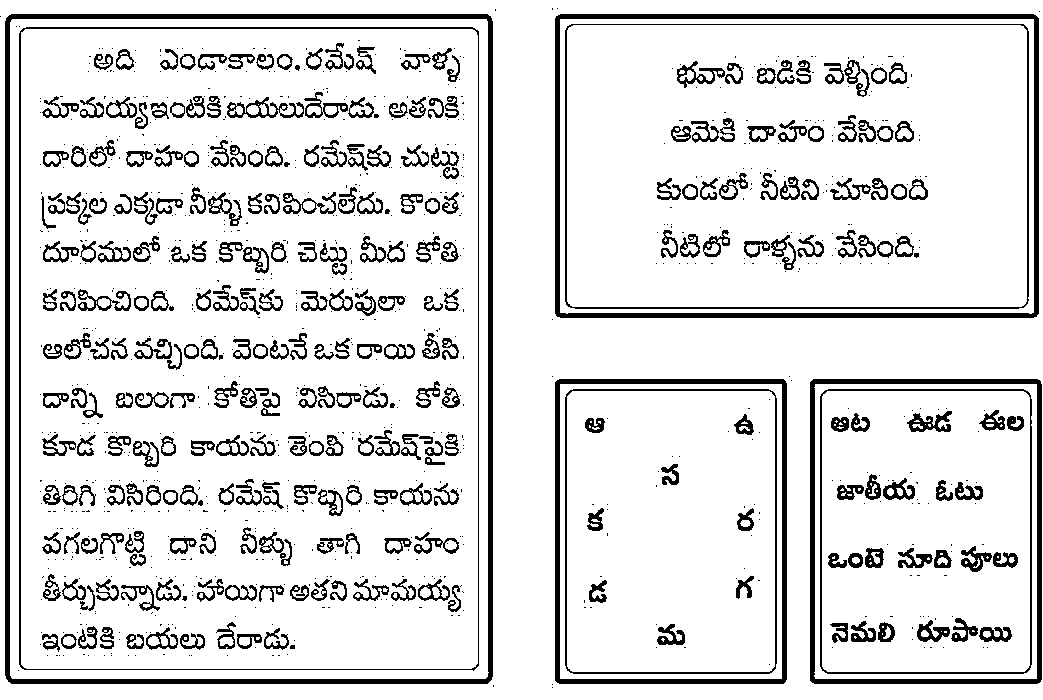 అది ఎండాకాలం. రమేష్ వాళ్ళ
మామయ్య ఇంటికి బయలుదేరాడు. అతనికి
దారిలో దాహం వేసింది. రమేష్‌కు చుట్టు
ప్రక్కల ఎక్కడా నీళ్ళు కనిపించలేదు. కొంత
దూరములో ఒక కొబ్బరి చెట్టు మీద కోతి
కనిపించింది. రమేష్‌కు మెరుపులా ఒక
ఆలోచన వచ్చింది. వెంటనే ఒక రాయి తీసి
దాన్ని బలంగా కోతిపై విసిరాడు. కోతి
కూడ కొబ్బరి కాయను తెంపి రమేష్‌పైకి
తిరిగి విసిరింది. రమేష్ కొబ్బరి కాయను
పగలగొట్టి దాని నీళ్ళు తాగి దాహం
తీర్చుకున్నాడు. హాయిగా అతని మామయ్య
ఇంటికి బయలు దేరాడు.
భవాని బడికి వెళ్ళింది
ఆమెకి దాహం వేసింది
కుండలో నీటిని చూసింది
నీటిలో రాళ్ళను వేసింది.
ఆ ఉ
స
క ర
డ గ
మ
ఆట ఊడ ఈల
జాతీయ ఓటు
ఒంటె నూది పూలు
నెమలి రూపాయి